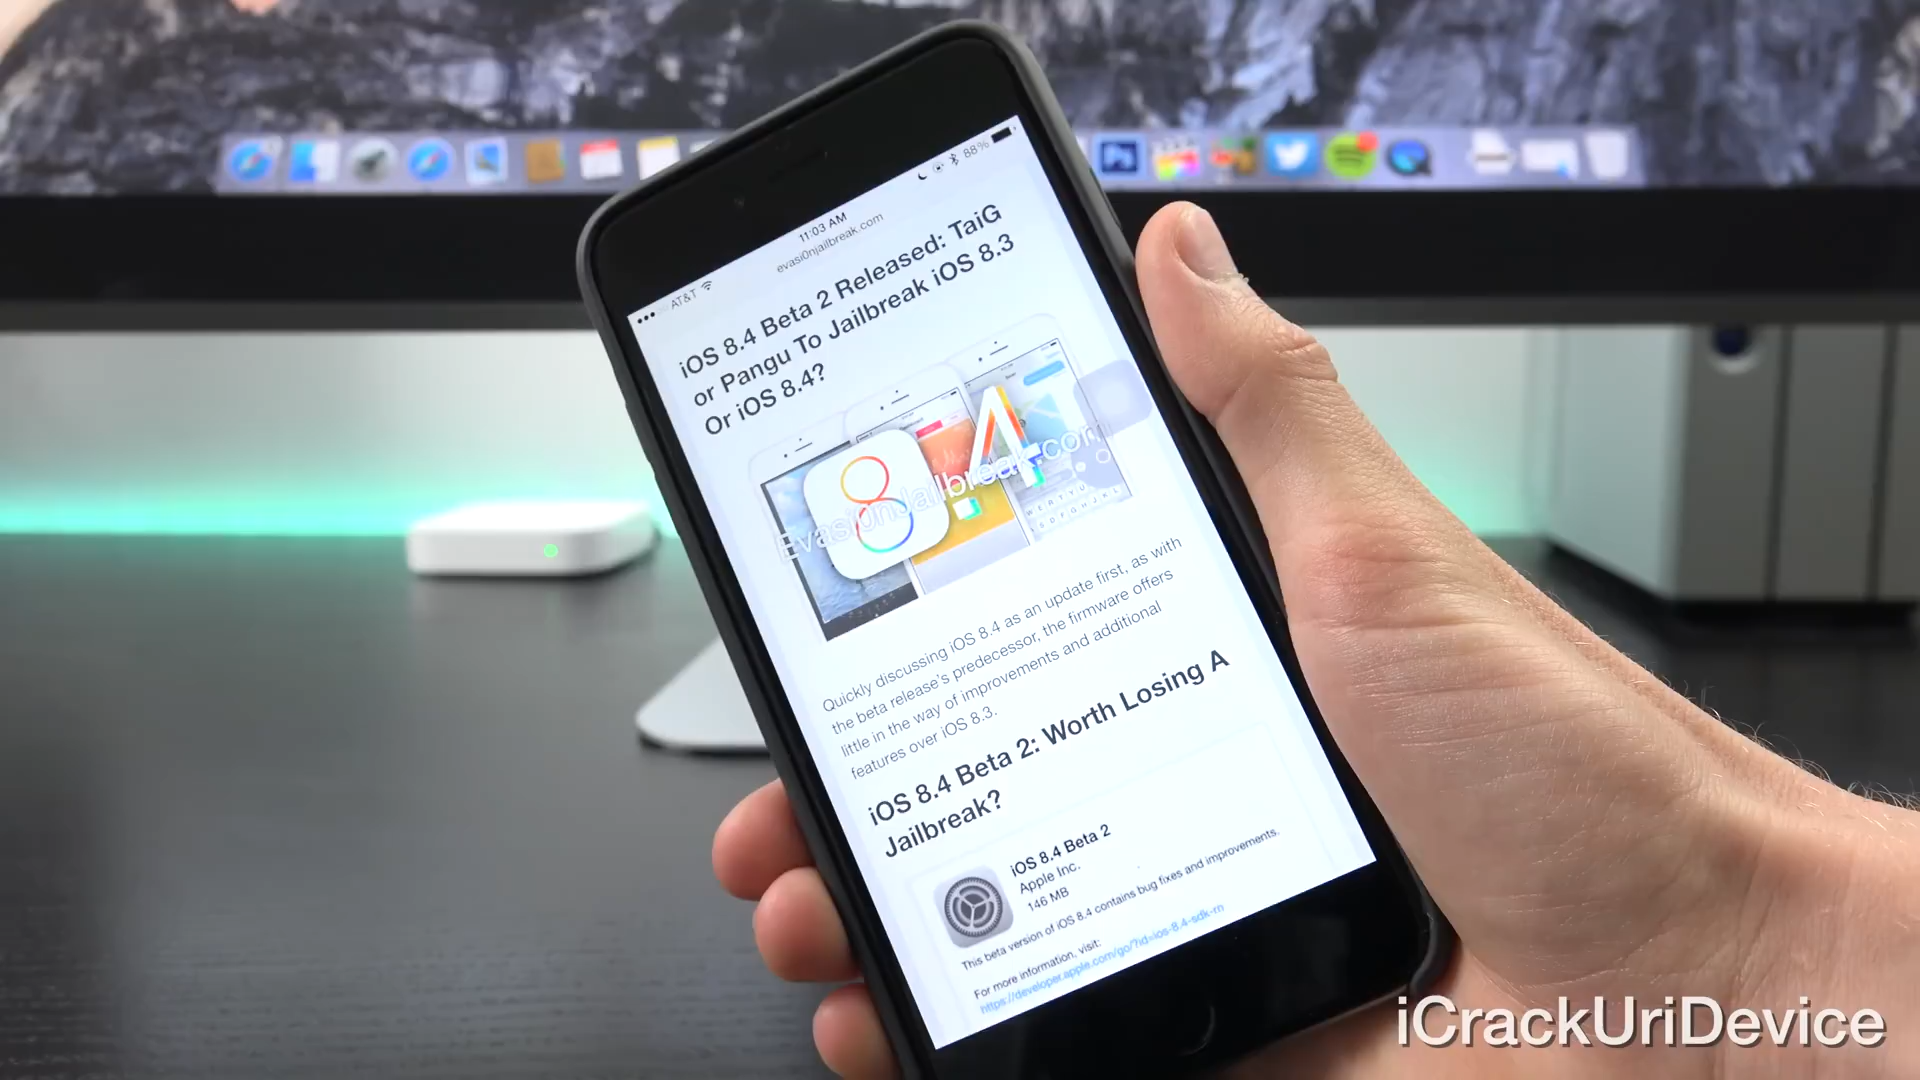 Ps
AT&T
11:03 AM
88%
evasi0njailbreak.com
iOS 8.4 Beta 2 Released: TaiG
or Pangu To Jailbreak iOS 8.3
Or iOS 8.4?
8.4
Evasi0nJailbreak.com
Quickly discussing iOS 8.4 as an update first, as with
the beta release's predecessor, the firmware offers
little in the way of improvements and additional
features over iOS 8.3.
iOS 8.4 Beta 2: Worth Losing A
Jailbreak?
iOS 8.4 Beta 2
Apple Inc.
146 MB
This beta version of iOS 8.4 contains bug fixes and improvements.
For more information, visit:
https://developer.apple.com/go/?id=ios-8.4-sdk-rn
iCrackUriDevice